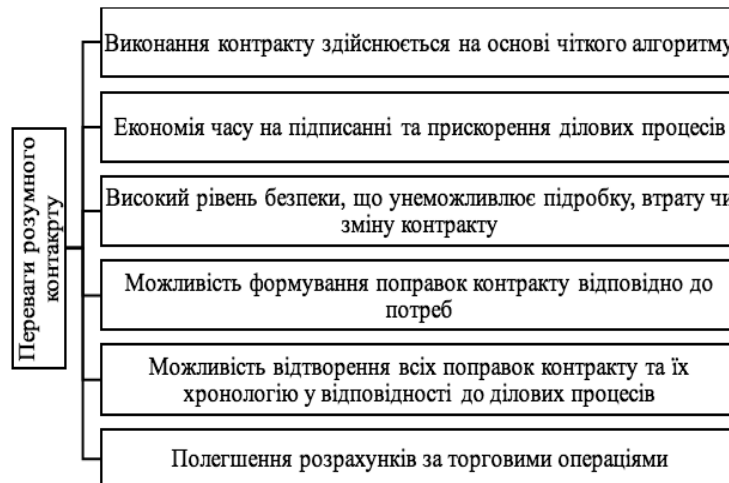 Переваги розумного
контакрту
Виконання контракту здійснюється на основі чіткого алгоритму
Економія часу на підписанні та прискорення ділових процесів
Високий рівень безпеки, що унеможливлює підробку, втрату чи
зміну контракту
Можливість формування поправок контракту відповідно до
потреб
Можливість відтворення всіх поправок контракту та їх
хронологію у відповідності до ділових процесів
Полегшення розрахунків за торговими операціями